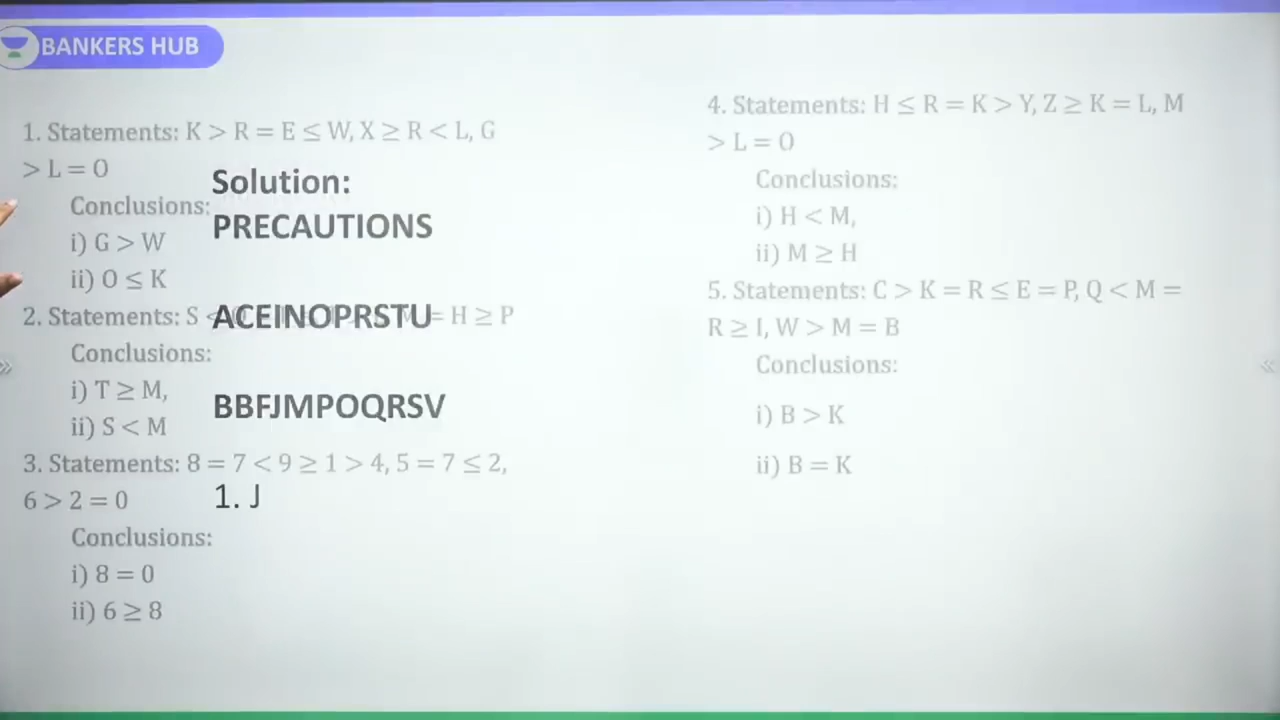 BANKERS HUB
1. Statements: K > R = E ≤ W, X ≥ R < L, G
> L = O
Conclusions:
i) G > W
ii) O ≤ K
2. Statements: S < = H ≥ P
Conclusions:
i) T ≥ M,
ii) S < M
3. Statements: 8 = 7 < 9 ≥ 1 > 4, 5 = 7 ≤ 2,
6 > 2 = 0
Conclusions:
i) 8 = 0
ii) 6 ≥ 8
Solution:
PRECAUTIONS
ACEINOPRSTU
BBFJMPOQRSV
1. J
4. Statements: H ≤ R = K > Y, Z ≥ K = L, M
> L = O
Conclusions:
i) H < M,
ii) M ≥ H
5. Statements: C > K = R ≤ E = P, Q < M =
R ≥ I, W > M = B
Conclusions:
i) B > K
ii) B = K